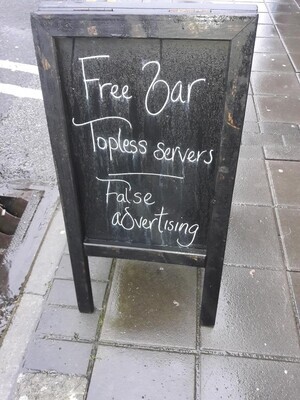 Free Bar
Topless servers
False
advertising